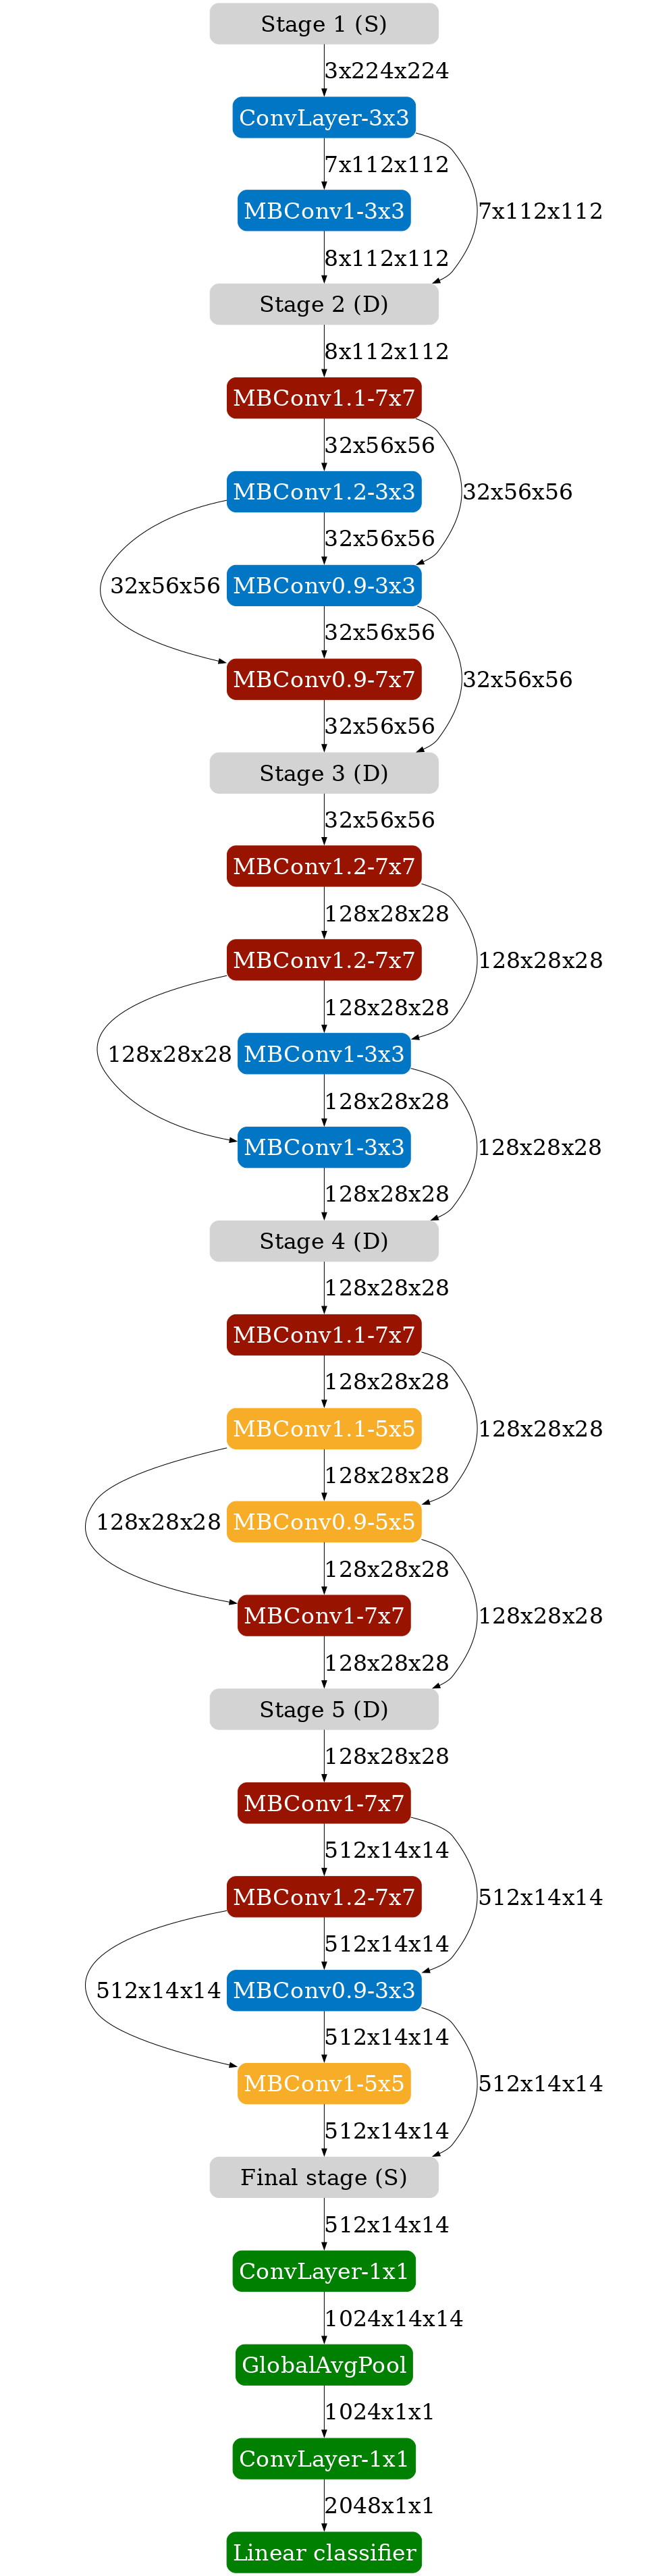 Stage 1 (S)
3x224x224
ConvLayer-3x3
7x112x112
MBConv1-3x3
7x112x112
8x112x112
Stage 2 (D)
8x112x112
MBConv1.1-7x7
32x56x56
MBConv1.2-3x3
32x56x56
32x56x56
32x56x56
MBConv0.9-3x3
32x56x56
MBConv0.9-7x7
32x56x56
32x56x56
Stage 3 (D)
32x56x56
MBConv1.2-7x7
128x28x28
MBConv1.2-7x7
128x28x28
128x28x28
128x28x28
MBConv1-3x3
128x28x28
MBConv1-3x3
128x28x28
128x28x28
Stage 4 (D)
128x28x28
MBConv1.1-7x7
128x28x28
MBConv1.1-5x5
128x28x28
128x28x28
128x28x28
MBConv0.9-5x5
128x28x28
MBConv1-7x7
128x28x28
128x28x28
Stage 5 (D)
128x28x28
MBConv1-7x7
512x14x14
MBConv1.2-7x7
512x14x14
512x14x14
512x14x14
MBConv0.9-3x3
512x14x14
MBConv1-5x5
512x14x14
512x14x14
Final stage (S)
512x14x14
ConvLayer-1x1
1024x14x14
GlobalAvgPool
1024x1x1
ConvLayer-1x1
2048x1x1
Linear classifier